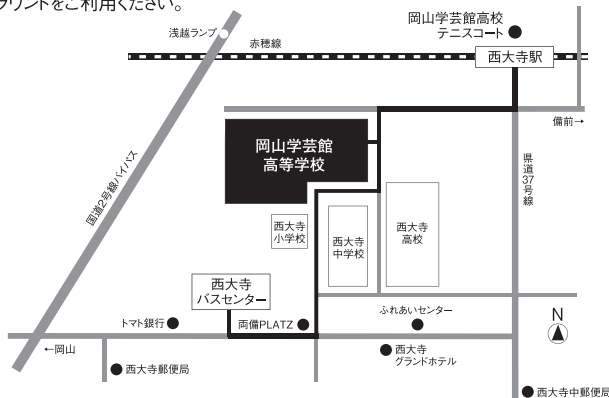 ラウンドをご利用ください。
岡山学芸館高校
テニスコート
浅越ランプ
赤穂線
西大寺駅
備前→
岡山学芸館
高等学校
国道2号線バイパス
県道37号線
西大寺
小学校
西大寺
中学校
西大寺
高校
西大寺
バスセンター
トマト銀行
両備PLATZ
ふれあいセンター
N
←岡山
西大寺郵便局
西大寺
グランドホテル
西大寺中郵便局